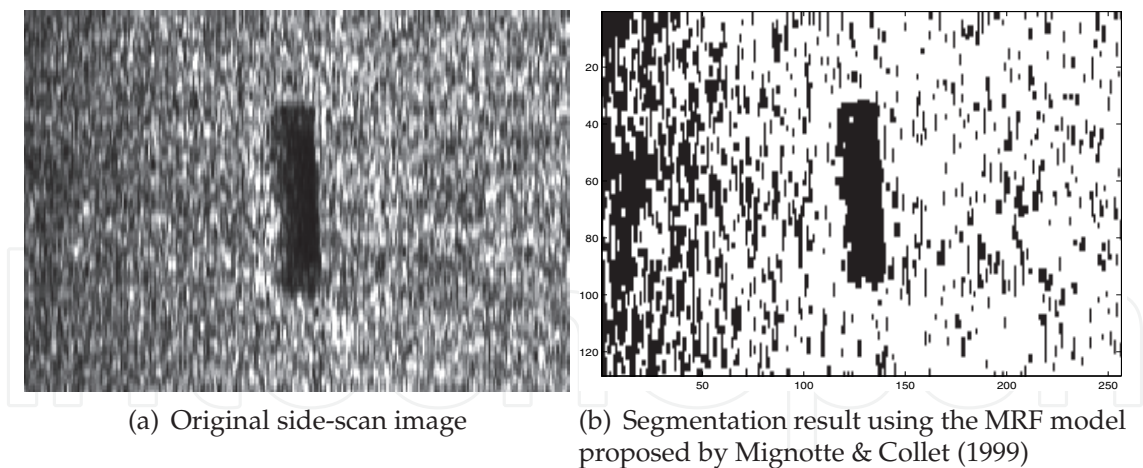 20
40
60
80
100
120
50 100 150 200 250
(a) Original side-scan image
(b) Segmentation result using the MRF model
proposed by Mignotte & Collet (1999)